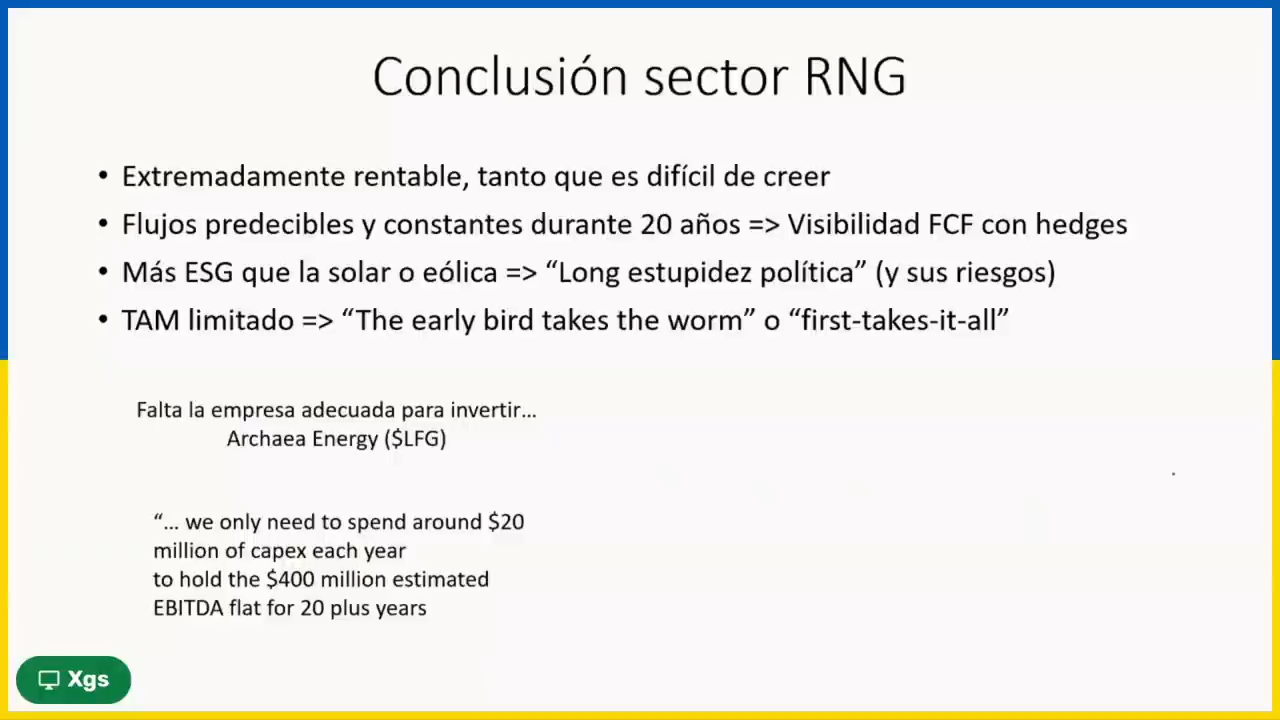 Conclusión sector RNG
• Extremadamente rentable, tanto que es difícil de creer
• Flujos predecibles y constantes durante 20 años => Visibilidad FCF con hedges
• Más ESG que la solar o eólica => “Long estupidez política” (y sus riesgos)
• TAM limitado => “The early bird takes the worm” o “first-takes-it-all”
Falta la empresa adecuada para invertir…
Archaea Energy ($LFG)
“… we only need to spend around $20
million of capex each year
to hold the $400 million estimated
EBITDA flat for 20 plus years
Xgs